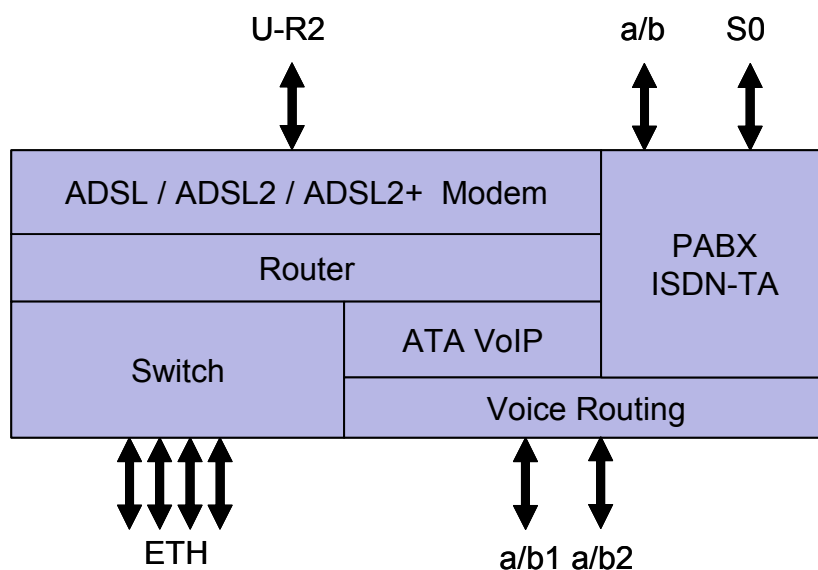 U-R2
a/b
S0
ADSL / ADSL2 / ADSL2+ Modem
PABX
ISDN-TA
Router
ATA VoIP
Switch
Voice Routing
ETH
a/b1 a/b2